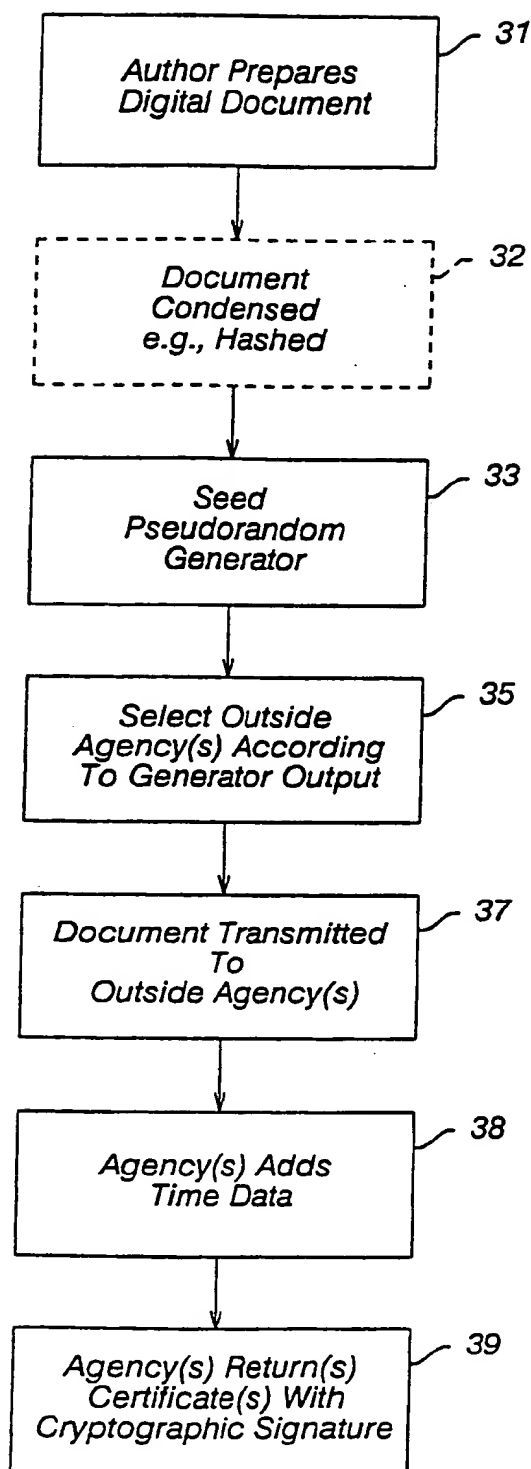 31
Author Prepares
Digital Document
32
Document
Condensed
e.g., Hashed
33
Seed
Pseudorandom
Generator
35
Select Outside
Agency(s) According
To Generator Output
37
Document Transmitted
To
Outside Agency(s)
38
Agency(s) Adds
Time Data
39
Agency(s) Return(s)
Certificate(s) With
Cryptographic Signature